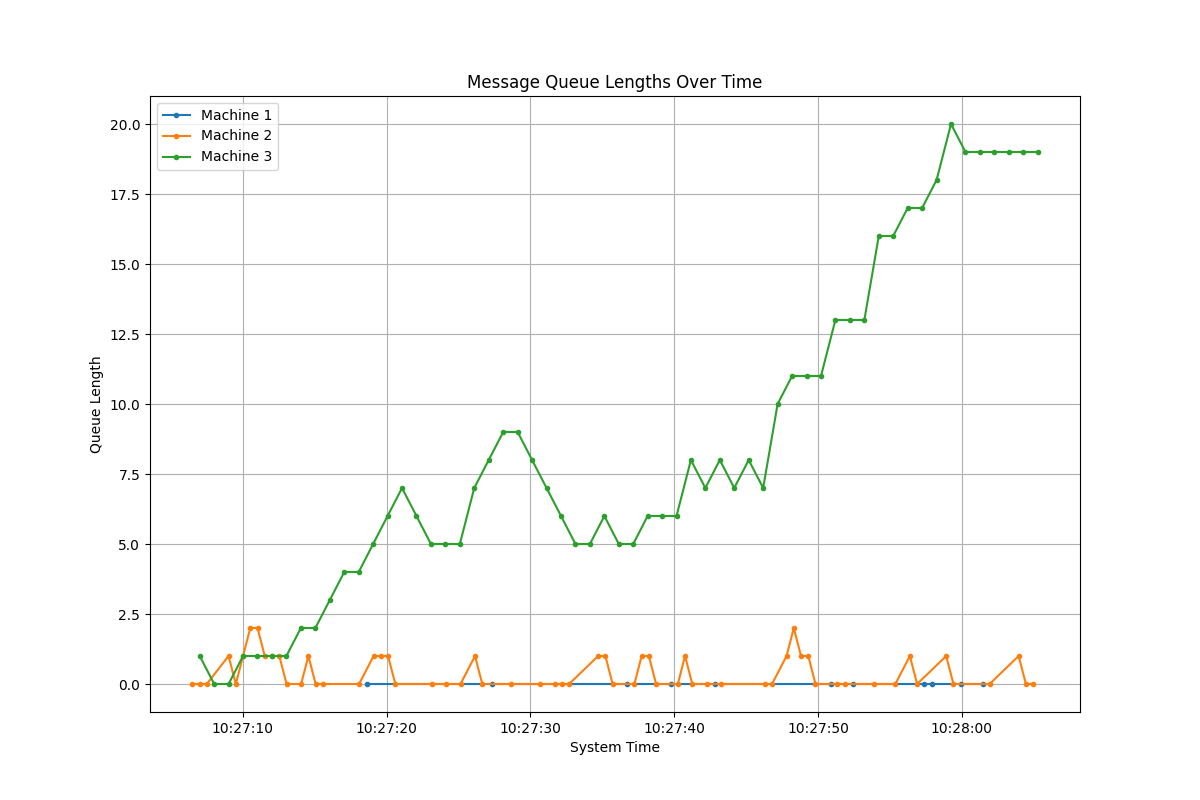 Message Queue Lengths Over Time
Machine 1
Machine 2
Machine 3
20.0
17.5
15.0
12.5
10.0
7.5
5.0
2.5
0.0
Queue Length
10:27:10 10:27:20 10:27:30 10:27:40 10:27:50 10:28:00
System Time